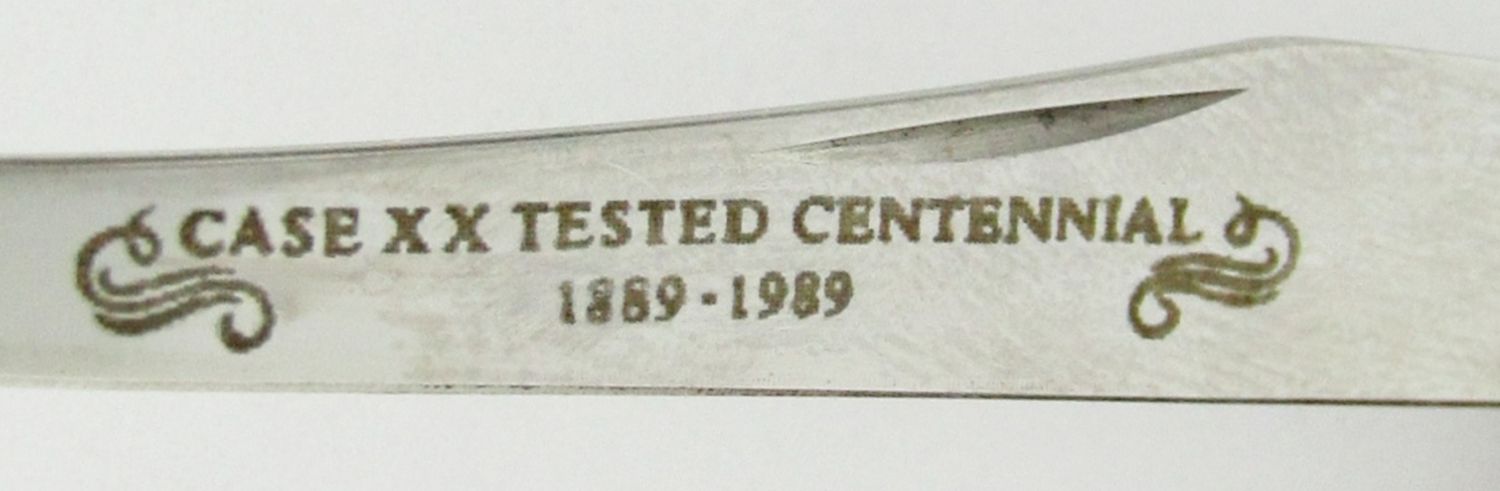 CASE XX TESTED CENTENNIAL
1889-1989